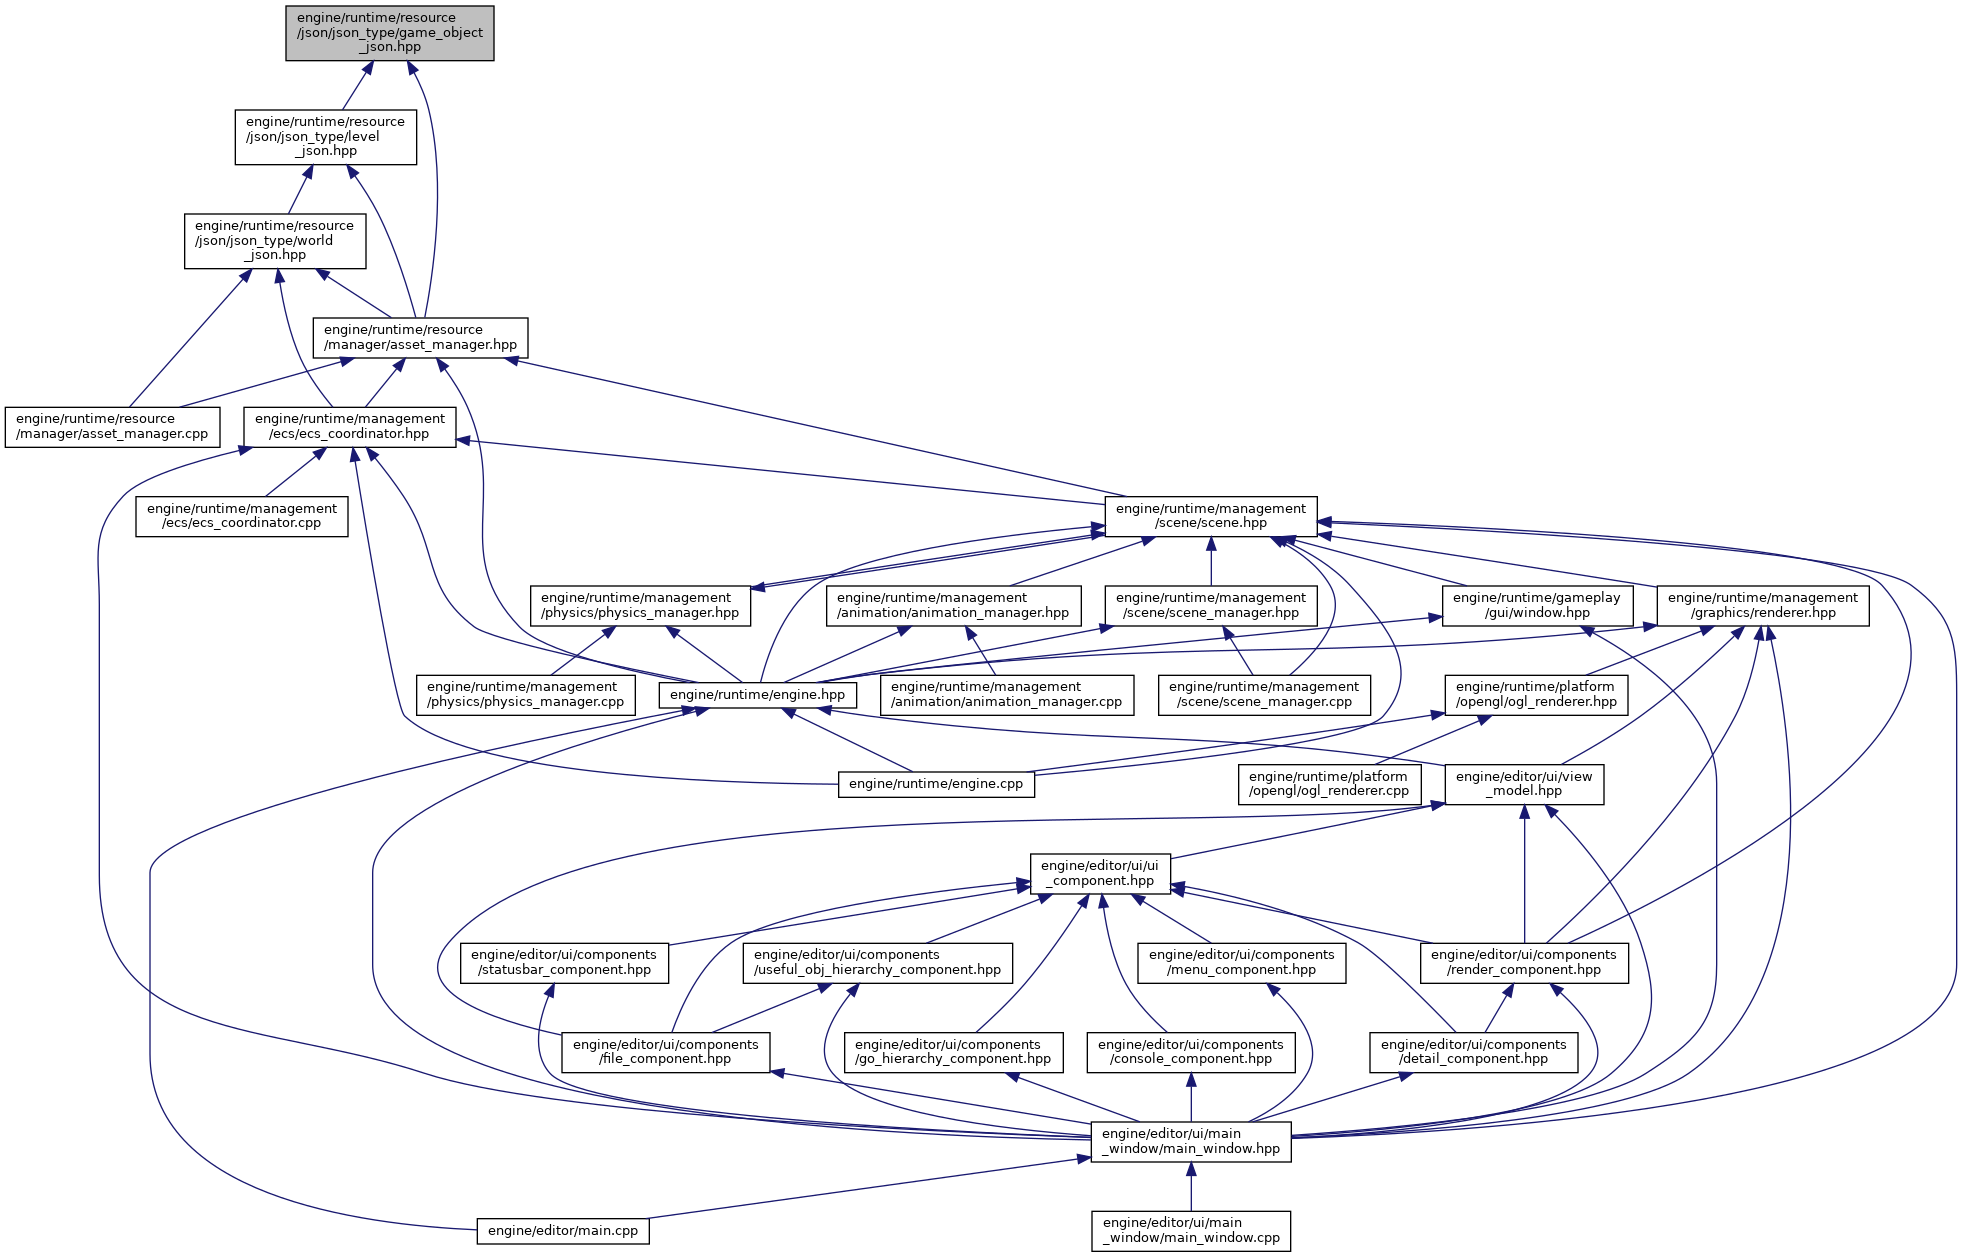 engine/runtime/resource
/json/json_type/game_object
_json.hpp
engine/runtime/resource
/json/json_type/level
_json.hpp
engine/runtime/resource
/json/json_type/world
_json.hpp
engine/runtime/resource
/manager/asset_manager.hpp
engine/runtime/resource
/manager/asset_manager.cpp
engine/runtime/management
/ecs/ecs_coordinator.hpp
engine/runtime/management
/ecs/ecs_coordinator.cpp
engine/runtime/management
/scene/scene.hpp
engine/runtime/management
/physics/physics_manager.hpp
engine/runtime/management
/animation/animation_manager.hpp
engine/runtime/management
/scene/scene_manager.hpp
engine/runtime/gameplay
/gui/window.hpp
engine/runtime/management
/graphics/renderer.hpp
engine/runtime/management
/physics/physics_manager.cpp
engine/runtime/engine.hpp
engine/runtime/management
/animation/animation_manager.cpp
engine/runtime/management
/scene/scene_manager.cpp
engine/runtime/platform
/opengl/ogl_renderer.hpp
engine/runtime/engine.cpp
engine/runtime/platform
/opengl/ogl_renderer.cpp
engine/editor/ui/view
_model.hpp
engine/editor/ui/ui
_component.hpp
engine/editor/ui/components
/statusbar_component.hpp
engine/editor/ui/components
/useful_obj_hierarchy_component.hpp
engine/editor/ui/components
/menu_component.hpp
engine/editor/ui/components
/render_component.hpp
engine/editor/ui/components
/file_component.hpp
engine/editor/ui/components
/go_hierarchy_component.hpp
engine/editor/ui/components
/console_component.hpp
engine/editor/ui/components
/detail_component.hpp
engine/editor/ui/main
_window/main_window.hpp
engine/editor/main.cpp
engine/editor/ui/main
_window/main_window.cpp